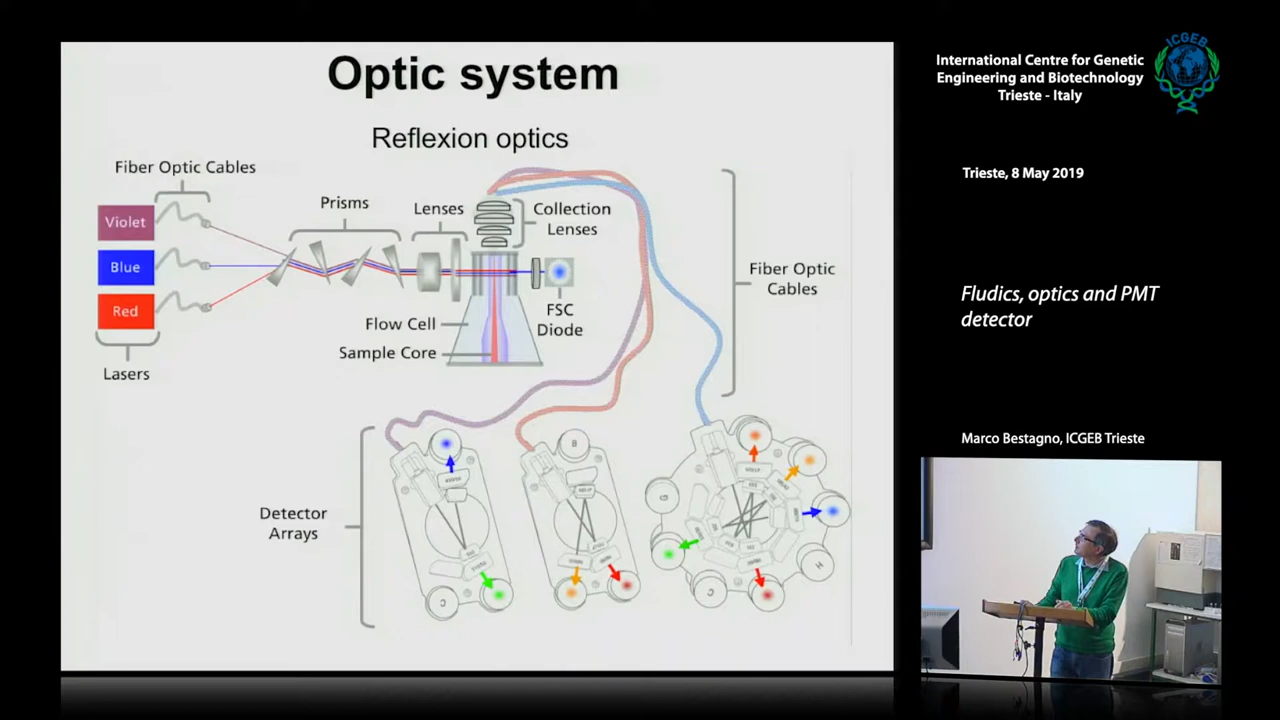 Optic system
Reflexion optics
Fiber Optic Cables
Violet
Blue
Red
Lasers
Prisms
Lenses
Collection
Lenses
FSC
Diode
Flow Cell
Sample Core
Fiber Optic
Cables
Detector
Arrays
C
B
G
H
C
ICGEB
International Centre for Genetic
Engineering and Biotechnology
Trieste - Italy
Trieste, 8 May 2019
Fludics, optics and PMT
detector
Marco Bestagno, ICGEB Trieste